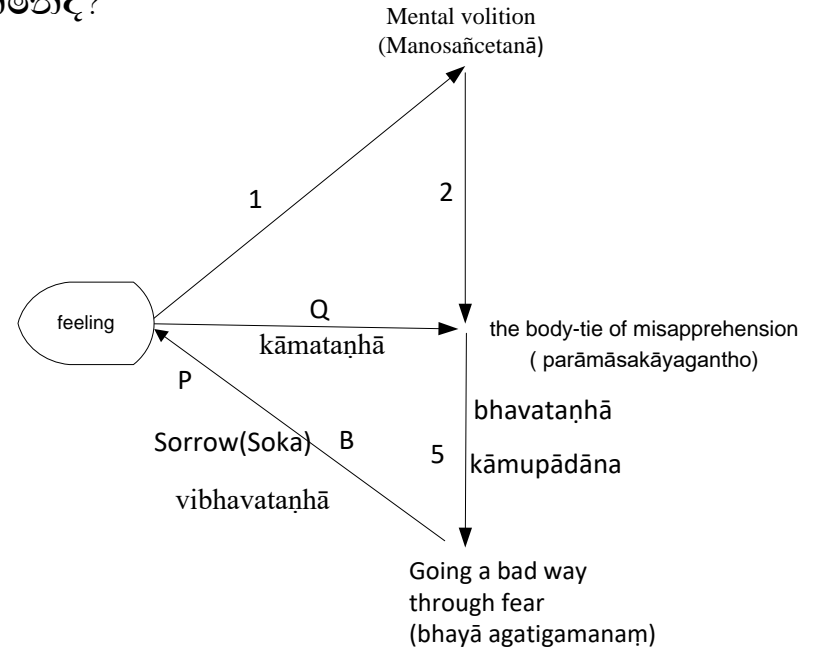 Mental volition
(Manosañcetanā)
1
2
feeling
Q
kāmataṇhā
the body-tie of misapprehension
( parāmāsakāyagantho)
P
bhavataṇhā
Sorrow(Soka)
B
5
kāmupādāna
vibhavataṇhā
Going a bad way
through fear
(bhayā agatigamanaṃ)